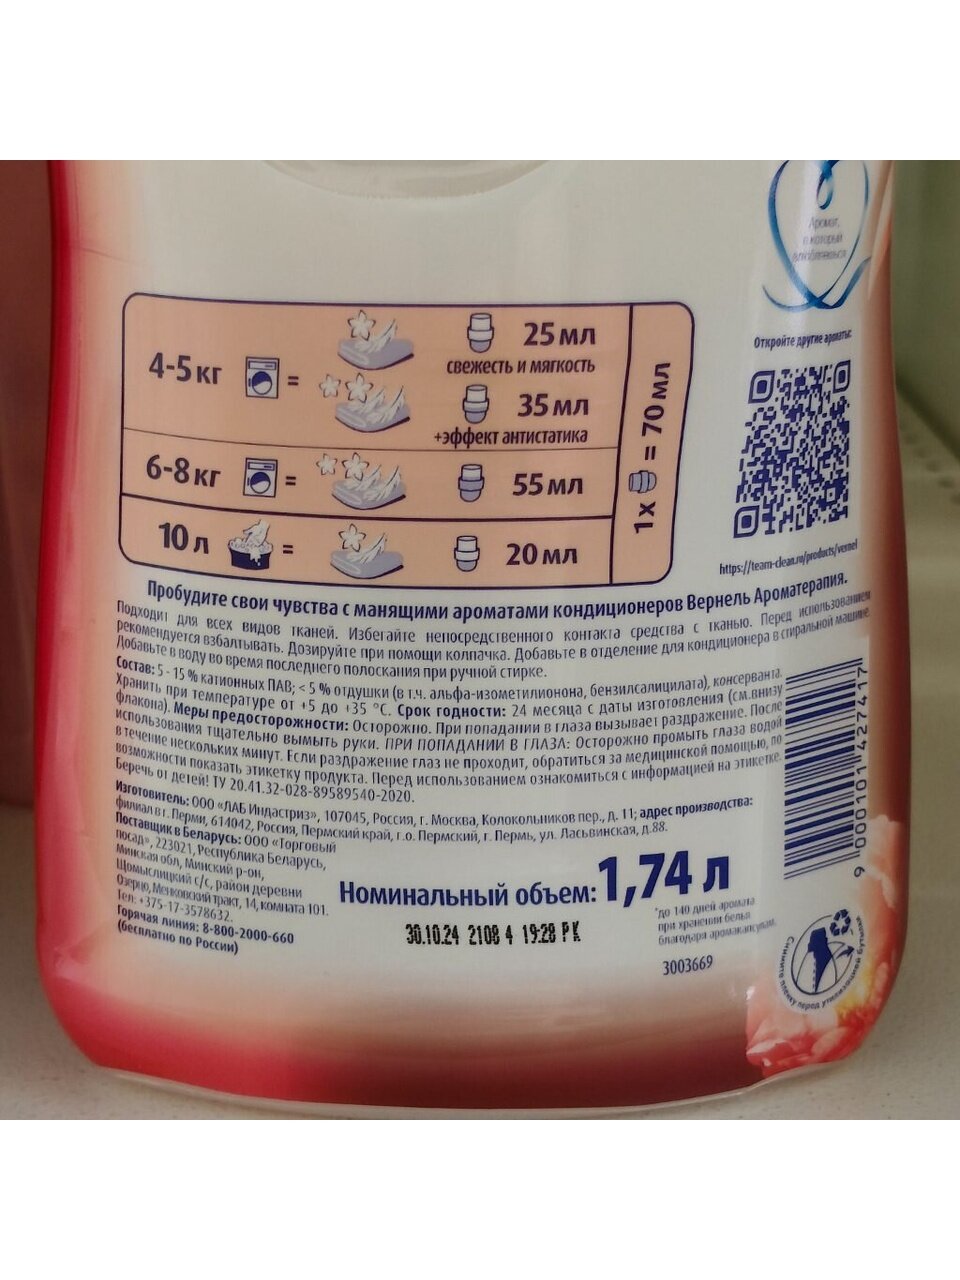 Аромат,
в который
влюбляешься
Откройте другие ароматы:
https://team-clean.ru/products/vernel
4-5 кг = 25 мл
свежесть и мягкость
35 мл
+эффект антистатика
6-8 кг = 55 мл
10 л = 20 мл
1x = 70 мл
Пробудите свои чувства с манящими ароматами кондиционеров Вернель Ароматерапия.
Подходит для всех видов тканей. Избегайте непосредственного контакта средства с тканью. Перед использованием
рекомендуется взбалтывать. Дозируйте при помощи колпачка. Добавьте в отделение для кондиционера в стиральной машине.
Добавьте в воду во время последнего полоскания при ручной стирке.
Состав: 5 - 15 % катионных ПАВ; < 5 % отдушки (в т.ч. альфа-изометилионона, бензилсалицилата), консерванта.
Хранить при температуре от +5 до +35 °C. Срок годности: 24 месяца с даты изготовления (см.внизу
флакона). Меры предосторожности: Осторожно. При попадании в глаза вызывает раздражение. После
использования тщательно вымыть руки. ПРИ ПОПАДАНИИ В ГЛАЗА: Осторожно промыть глаза водой
в течение нескольких минут. Если раздражение глаз не проходит, обратиться за медицинской помощью, по
возможности показать этикетку продукта. Перед использованием ознакомиться с информацией на этикетке.
Беречь от детей! ТУ 20.41.32-028-89589540-2020.
Изготовитель: ООО «ЛАБ Индастриз», 107045, Россия, г. Москва, Колокольников пер., д. 11; адрес производства:
филиал в г. Перми, 614042, Россия, Пермский край, г.о. Пермский, г. Пермь, ул. Ласьвинская, д.88.
Поставщик в Беларусь: ООО «Торговый
посад», 223021, Республика Беларусь,
Минская обл, Минский р-он,
Щомыслицкий с/с, район деревни
Озерцо, Менковский тракт, 14, комната 101.
Тел: +375-17-3578632.
Горячая линия: 8-800-2000-660
(бесплатно по России)
Номинальный объем: 1,74 л
30.10.24 2108 4 19:28 РК
*до 140 дней аромата
при хранении белья
благодаря аромакапсулам.
3003669
9 000101 427417
Снимите пленку перед утилизацией бутылки